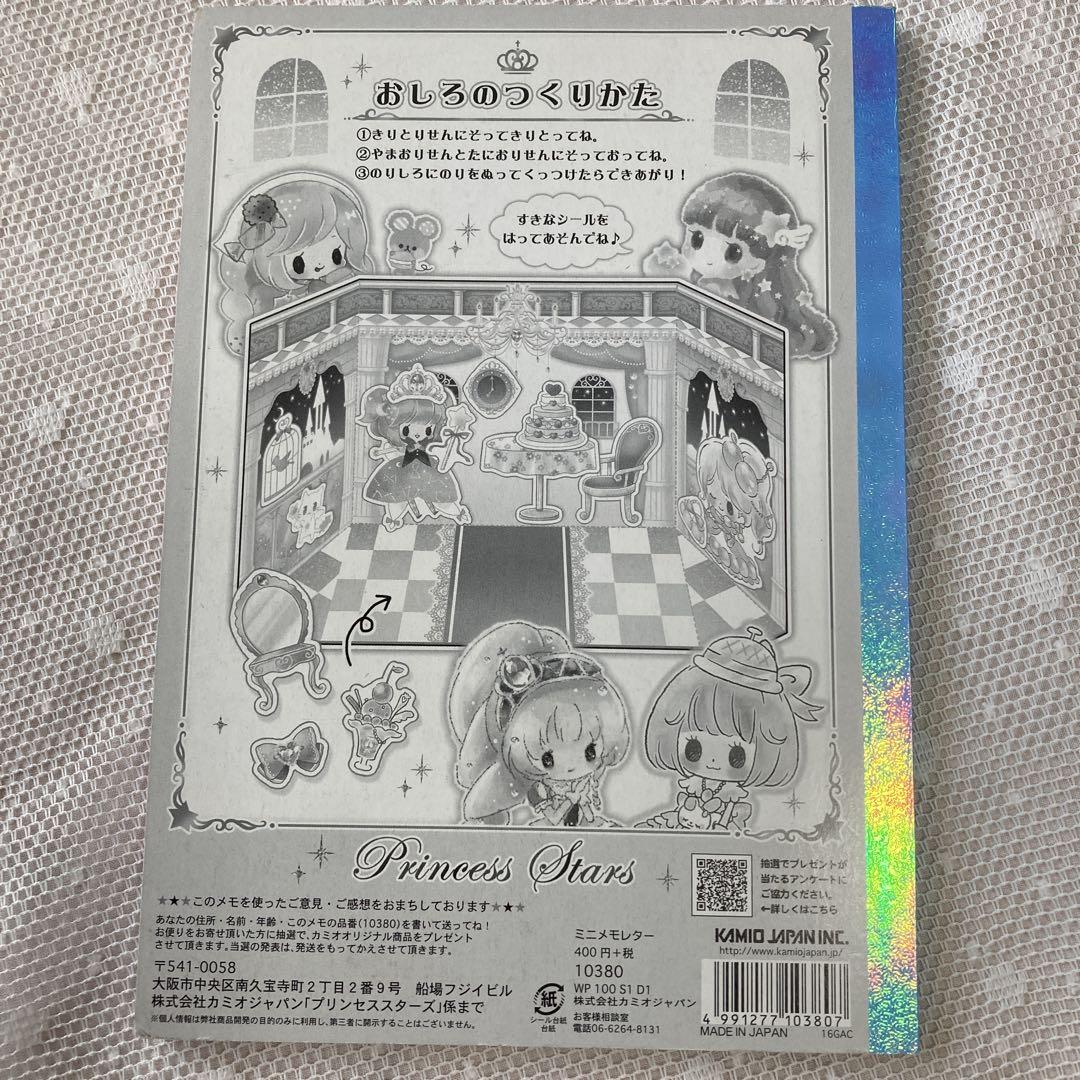 おしろのつくりかた
①きりとりせんにそってきりとってね。
②やまおりせんとたにおりせんにそっておってね。
③のりしろにのりをぬってくっつけたらできあがり！
すきなシールを
はってあそんでね♪
Princess Stars
★★★このメモを使ったご意見・ご感想をおまちしております★★★
あなたの住所・名前・年齢・このメモの品番(10380)を書いて送ってね！
お便りをお寄せ頂いた方に抽選で、カミオオリジナル商品をプレゼント
させて頂きます。当選の発表は、発送をもってかえさせて頂きます。
〒541-0058
大阪市中央区南久宝寺町2丁目2番9号 船場フジイビル
株式会社カミオジャパン「プリンセススターズ」係まで
※個人情報は弊社商品開発の目的のみに利用し、第三者に開示することはございません。
ミニメモレター
400円+税
10380
WP 100 S1 D1
株式会社カミオジャパン
お客様相談室
電話06-6264-8131
紙
シール台紙
台紙
抽選でプレゼントが
当たるアンケートに
ご協力ください。
←詳しくはこちら
KAMIO JAPAN INC.
http://www.kamiojapan.jp/
4 991277 103807
MADE IN JAPAN 16GAC